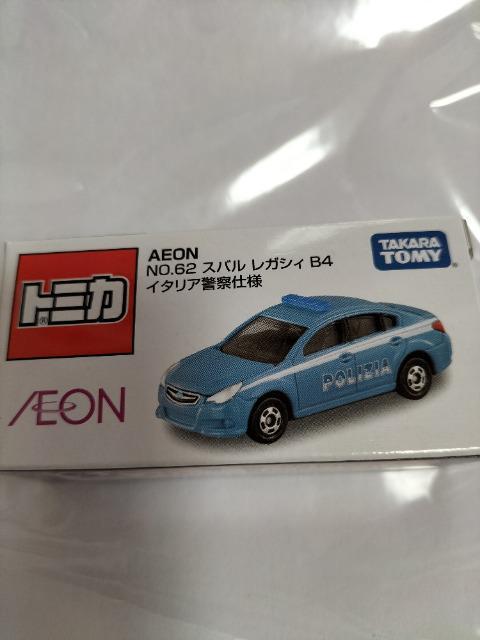 AEON
NO.62 スバル レガシィ B4
イタリア警察仕様
TAKARA
TOMY
トミカ
AEON
POLIZIA